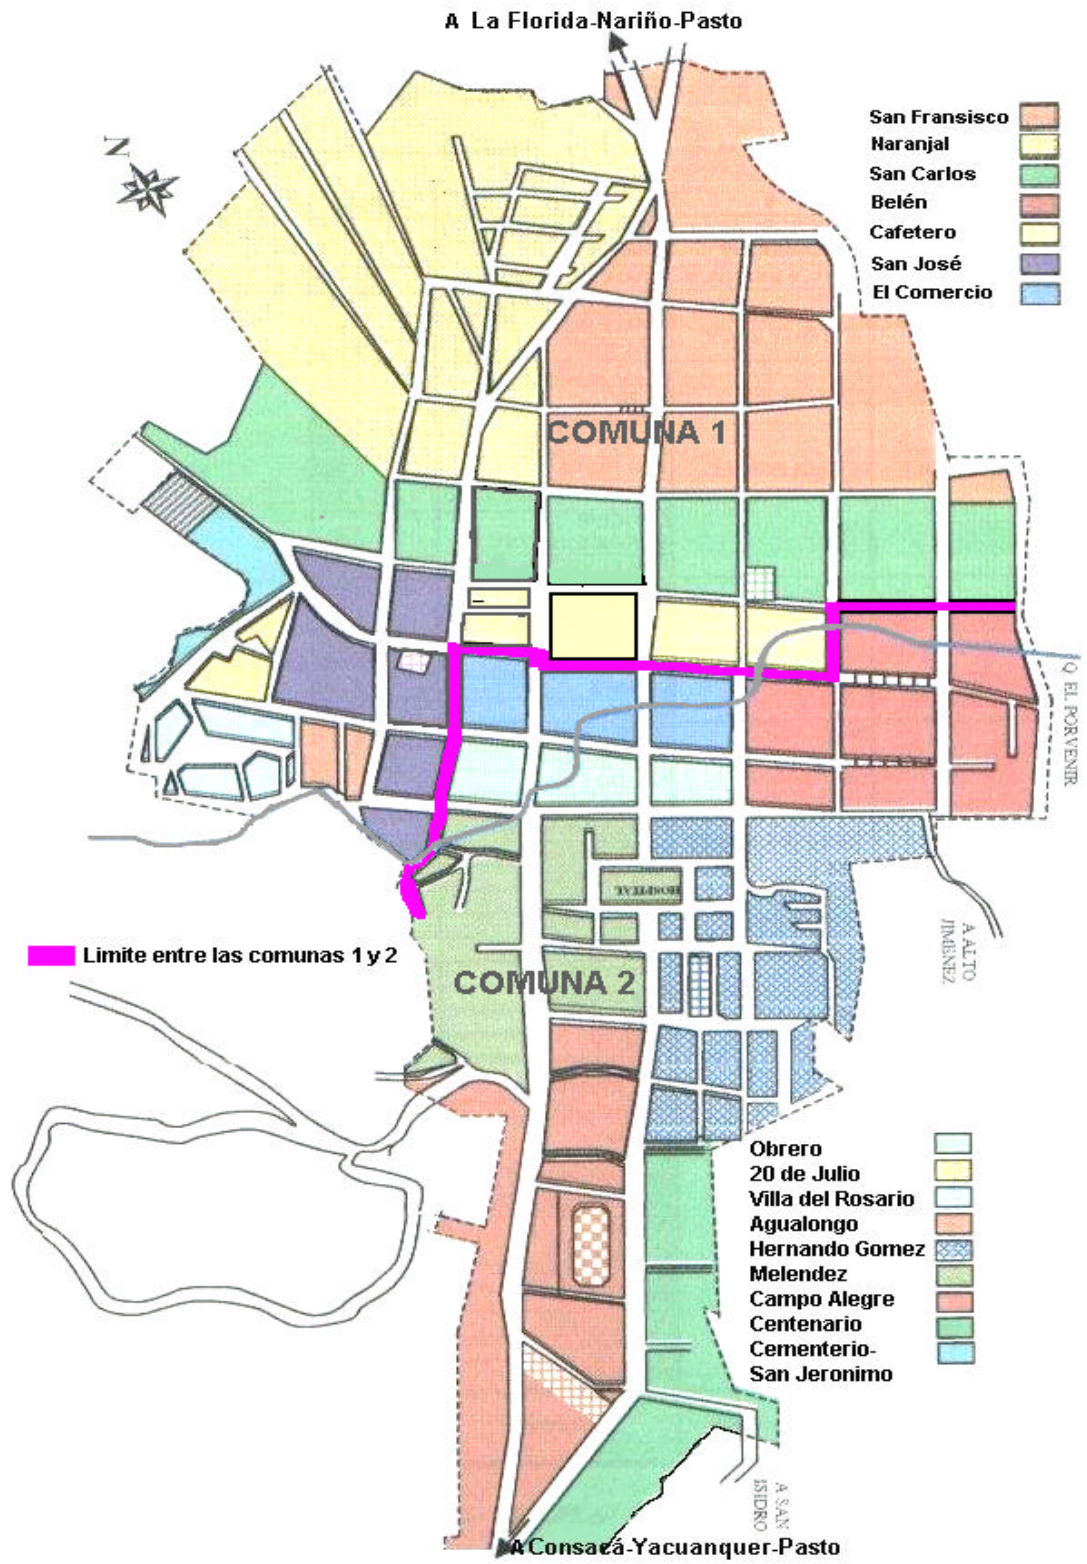 A La Florida-Nariño-Pasto
N
San Fransisco
Naranjal
San Carlos
Belén
Cafetero
San José
El Comercio
COMUNA 1
Q EL PORVENIR
HOSPITAL
A ALTO
JIMENEZ
Limite entre las comunas 1 y 2
COMUNA 2
Obrero
20 de Julio
Villa del Rosario
Agualongo
Hernando Gomez
Melendez
Campo Alegre
Centenario
Cementerio-
San Jeronimo
A SAN
ISIDRO
A Consacá-Yacuanquer-Pasto